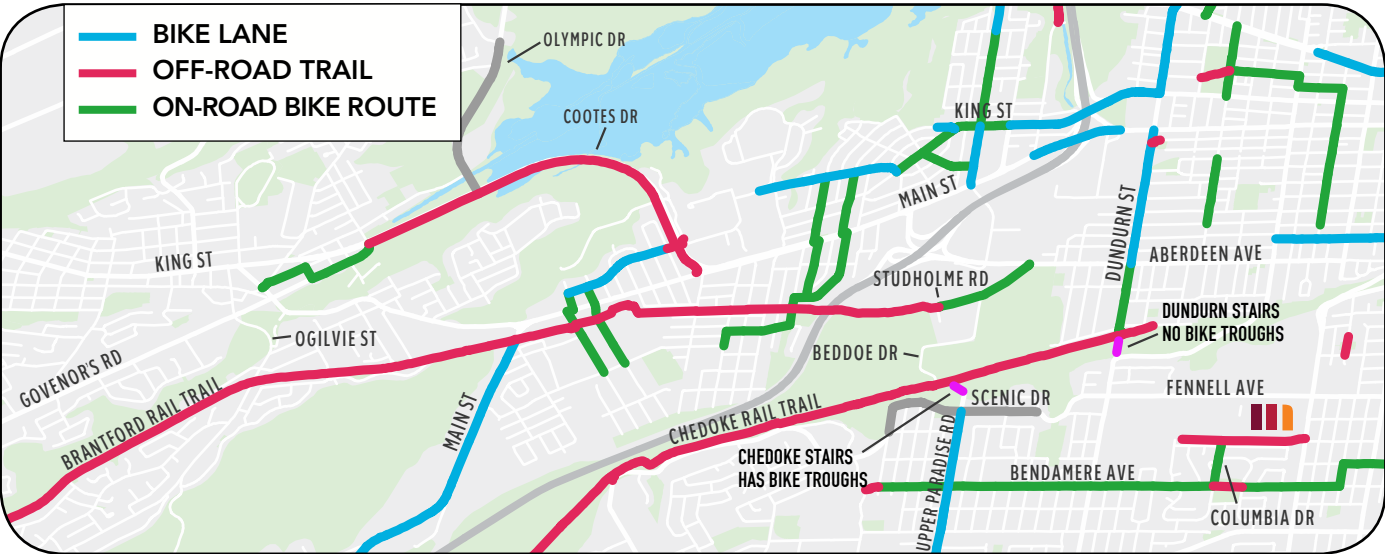 BIKE LANE
OFF-ROAD TRAIL
ON-ROAD BIKE ROUTE
OLYMPIC DR
COOTES DR
KING ST
MAIN ST
DUNDURN ST
KING ST
ABERDEEN AVE
STUDHOLME RD
DUNDURN STAIRS
NO BIKE TROUGHS
OGILVIE ST
BEDDOE DR
GOVENOR'S RD
FENNELL AVE
BRANTFORD RAIL TRAIL
SCENIC DR
MAIN ST
CHEDOKE RAIL TRAIL
CHEDOKE STAIRS
HAS BIKE TROUGHS
UPPER PARADISE RD
BENDAMERE AVE
COLUMBIA DR